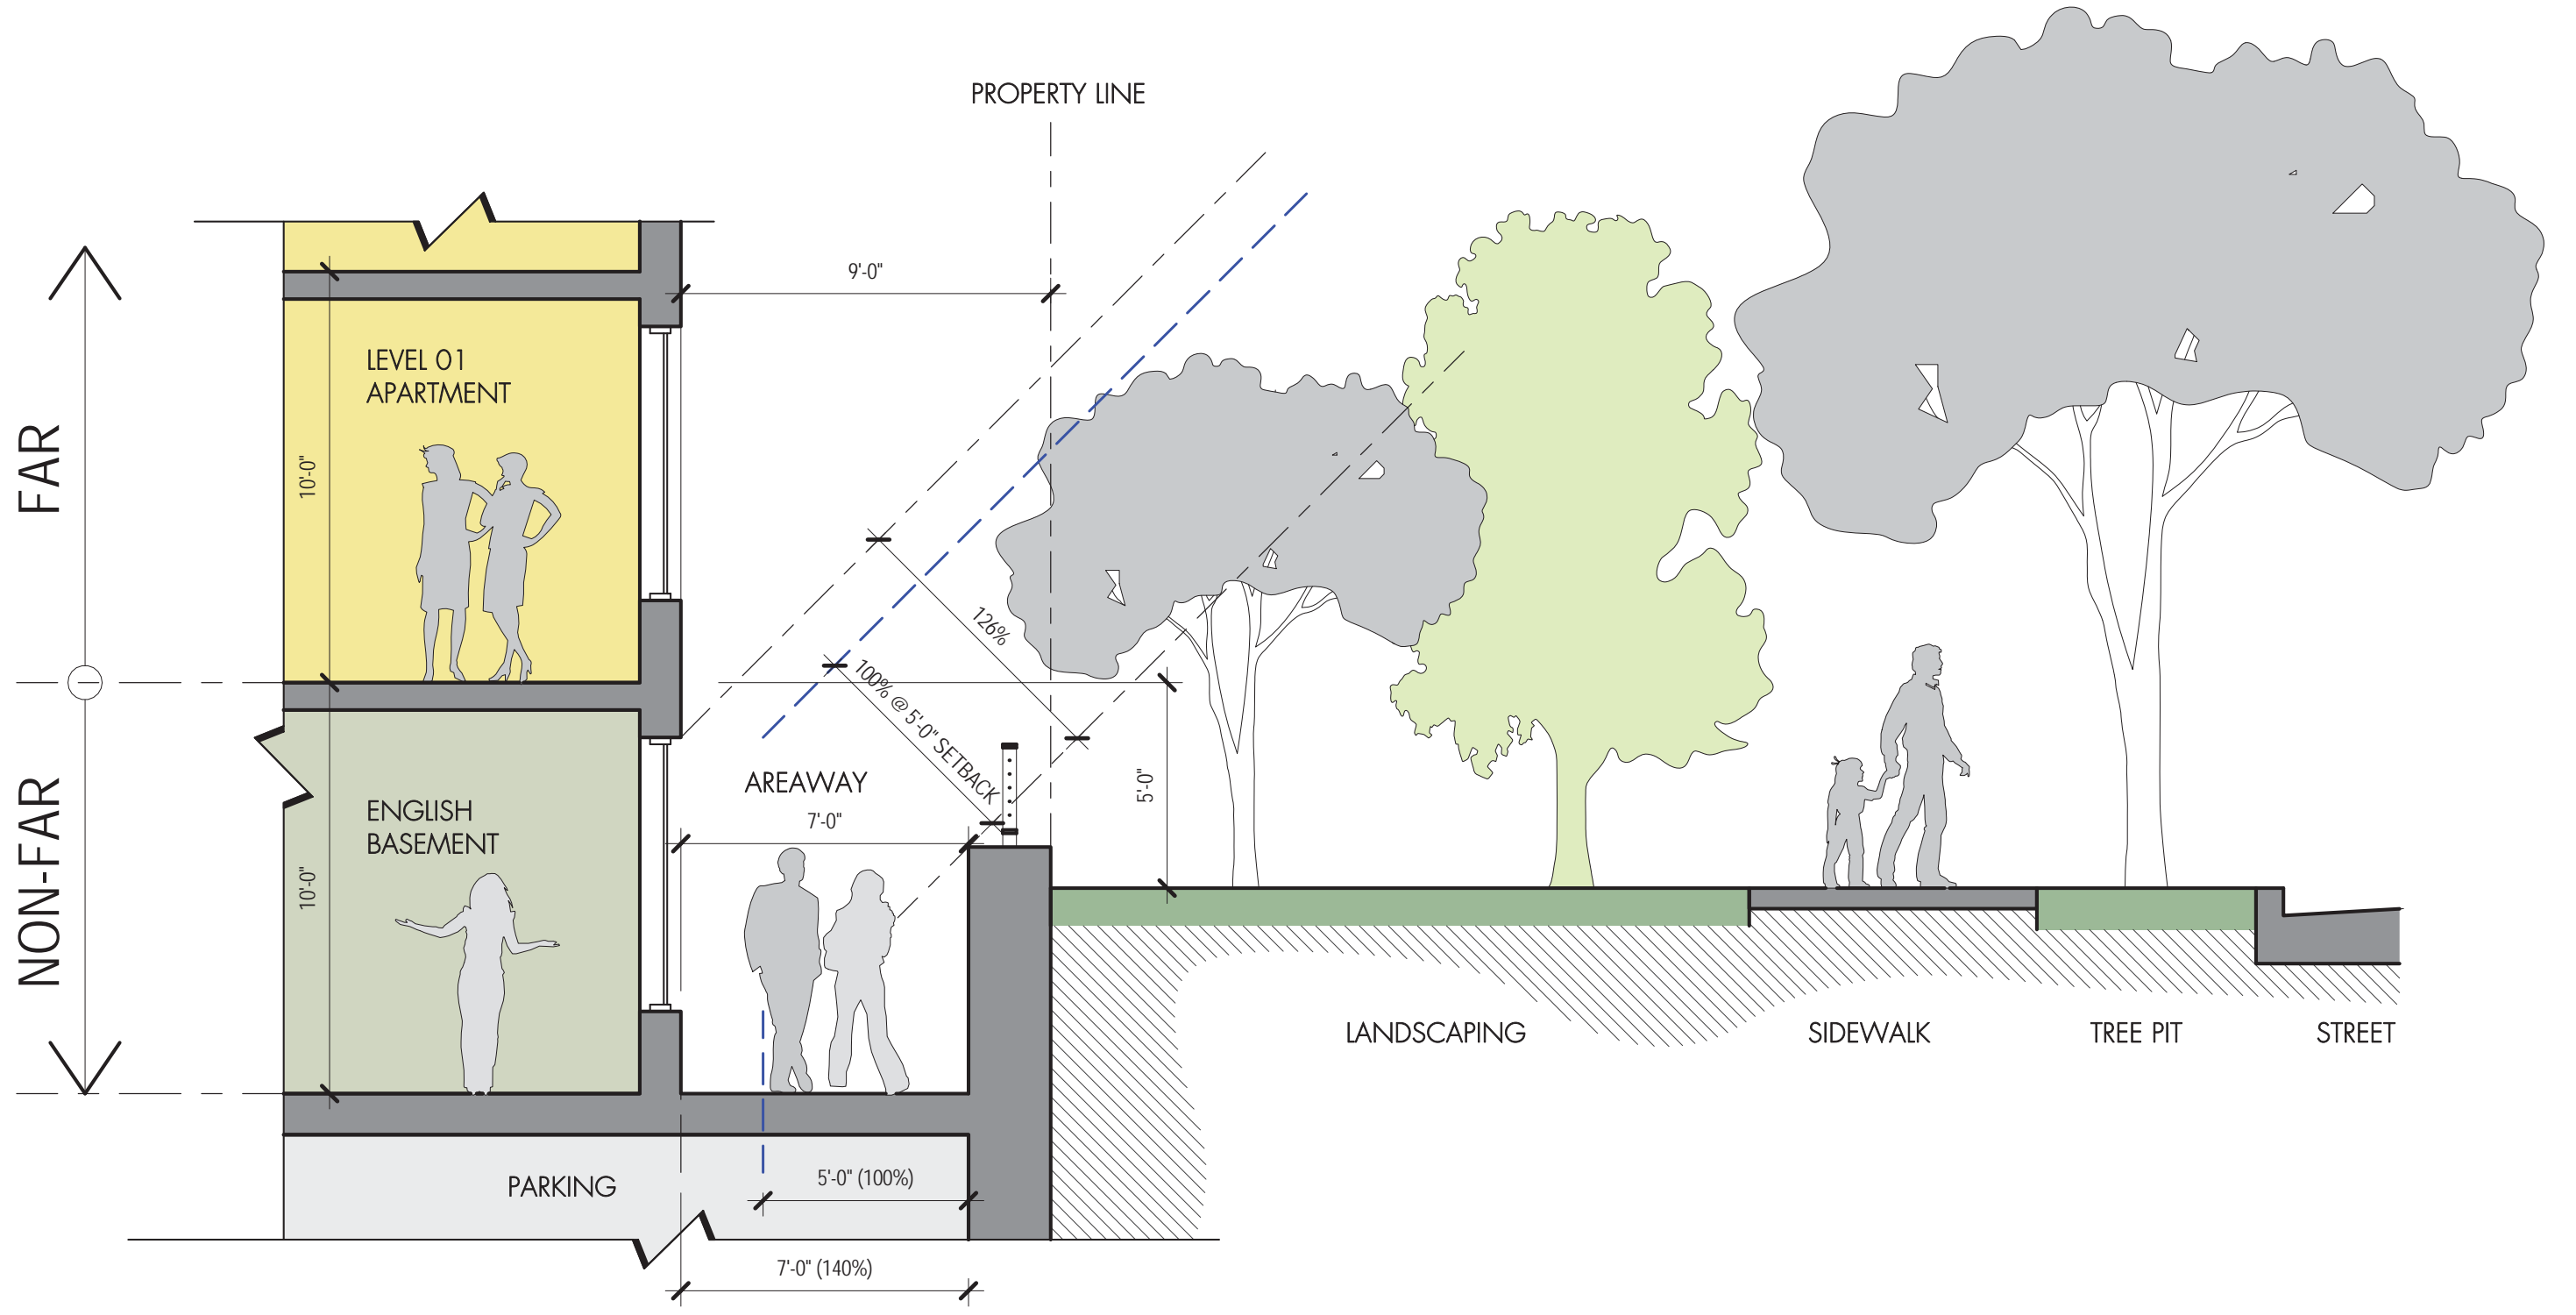 PROPERTY LINE
9'-0"
FAR
LEVEL 01
APARTMENT
10'-0"
126%
100% @ 5'-0" SETBACK
NON-FAR
ENGLISH
BASEMENT
10'-0"
AREAWAY
7'-0"
5'-0"
LANDSCAPING
SIDEWALK
TREE PIT
STREET
PARKING
5'-0" (100%)
7'-0" (140%)